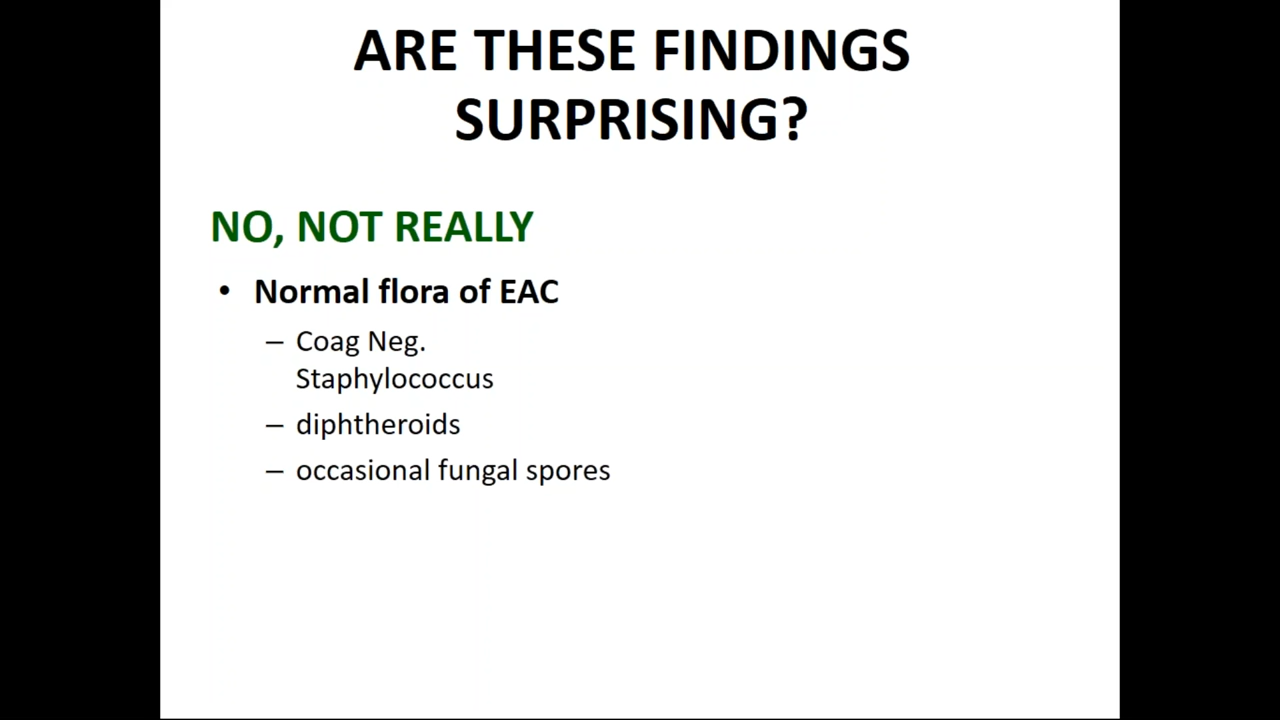 ARE THESE FINDINGS
SURPRISING?
NO, NOT REALLY
• Normal flora of EAC
– Coag Neg.
Staphylococcus
– diphtheroids
– occasional fungal spores